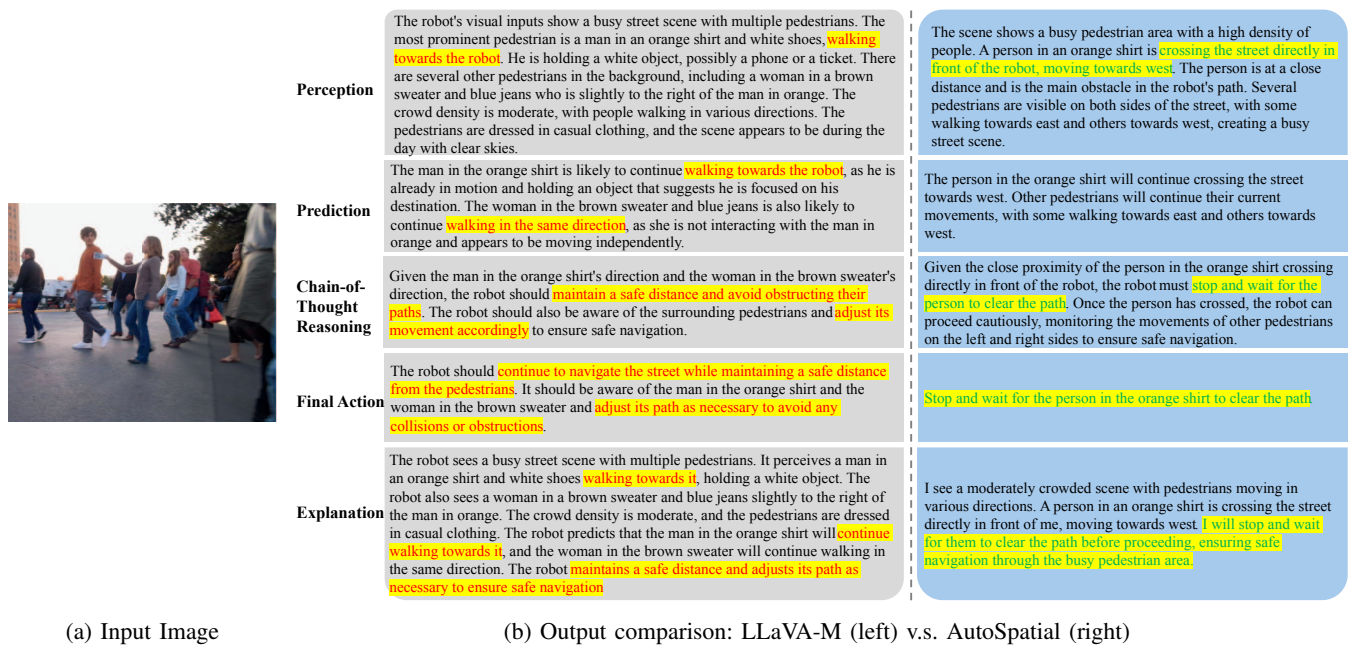 Perception
The robot's visual inputs show a busy street scene with multiple pedestrians. The
most prominent pedestrian is a man in an orange shirt and white shoes, walking
towards the robot. He is holding a white object, possibly a phone or a ticket. There
are several other pedestrians in the background, including a woman in a brown
sweater and blue jeans who is slightly to the right of the man in orange. The
crowd density is moderate, with people walking in various directions. The
pedestrians are dressed in casual clothing, and the scene appears to be during the
day with clear skies.
The scene shows a busy pedestrian area with a high density of
people. A person in an orange shirt is crossing the street directly in
front of the robot, moving towards west. The person is at a close
distance and is the main obstacle in the robot's path. Several
pedestrians are visible on both sides of the street, with some
walking towards east and others towards west, creating a busy
street scene.
Prediction
The man in the orange shirt is likely to continue walking towards the robot, as he is
already in motion and holding an object that suggests he is focused on his
destination. The woman in the brown sweater and blue jeans is also likely to
continue walking in the same direction, as she is not interacting with the man in
orange and appears to be moving independently.
The person in the orange shirt will continue crossing the street
towards west. Other pedestrians will continue their current
movements, with some walking towards east and others towards
west.
Chain-of-
Thought
Reasoning
Given the man in the orange shirt's direction and the woman in the brown sweater's
direction, the robot should maintain a safe distance and avoid obstructing their
paths. The robot should also be aware of the surrounding pedestrians and adjust its
movement accordingly to ensure safe navigation.
Given the close proximity of the person in the orange shirt crossing
directly in front of the robot, the robot must stop and wait for the
person to clear the path. Once the person has crossed, the robot can
proceed cautiously, monitoring the movements of other pedestrians
on the left and right sides to ensure safe navigation.
Final Action
The robot should continue to navigate the street while maintaining a safe distance
from the pedestrians. It should be aware of the man in the orange shirt and the
woman in the brown sweater and adjust its path as necessary to avoid any
collisions or obstructions.
Stop and wait for the person in the orange shirt to clear the path
Explanation
The robot sees a busy street scene with multiple pedestrians. It perceives a man in
an orange shirt and white shoes walking towards it, holding a white object. The
robot also sees a woman in a brown sweater and blue jeans slightly to the right of
the man in orange. The crowd density is moderate, and the pedestrians are dressed
in casual clothing. The robot predicts that the man in the orange shirt will continue
walking towards it, and the woman in the brown sweater will continue walking in
the same direction. The robot maintains a safe distance and adjusts its path as
necessary to ensure safe navigation
I see a moderately crowded scene with pedestrians moving in
various directions. A person in an orange shirt is crossing the street
directly in front of me, moving towards west. I will stop and wait
for them to clear the path before proceeding, ensuring safe
navigation through the busy pedestrian area.
(a) Input Image
(b) Output comparison: LLaVA-M (left) v.s. AutoSpatial (right)